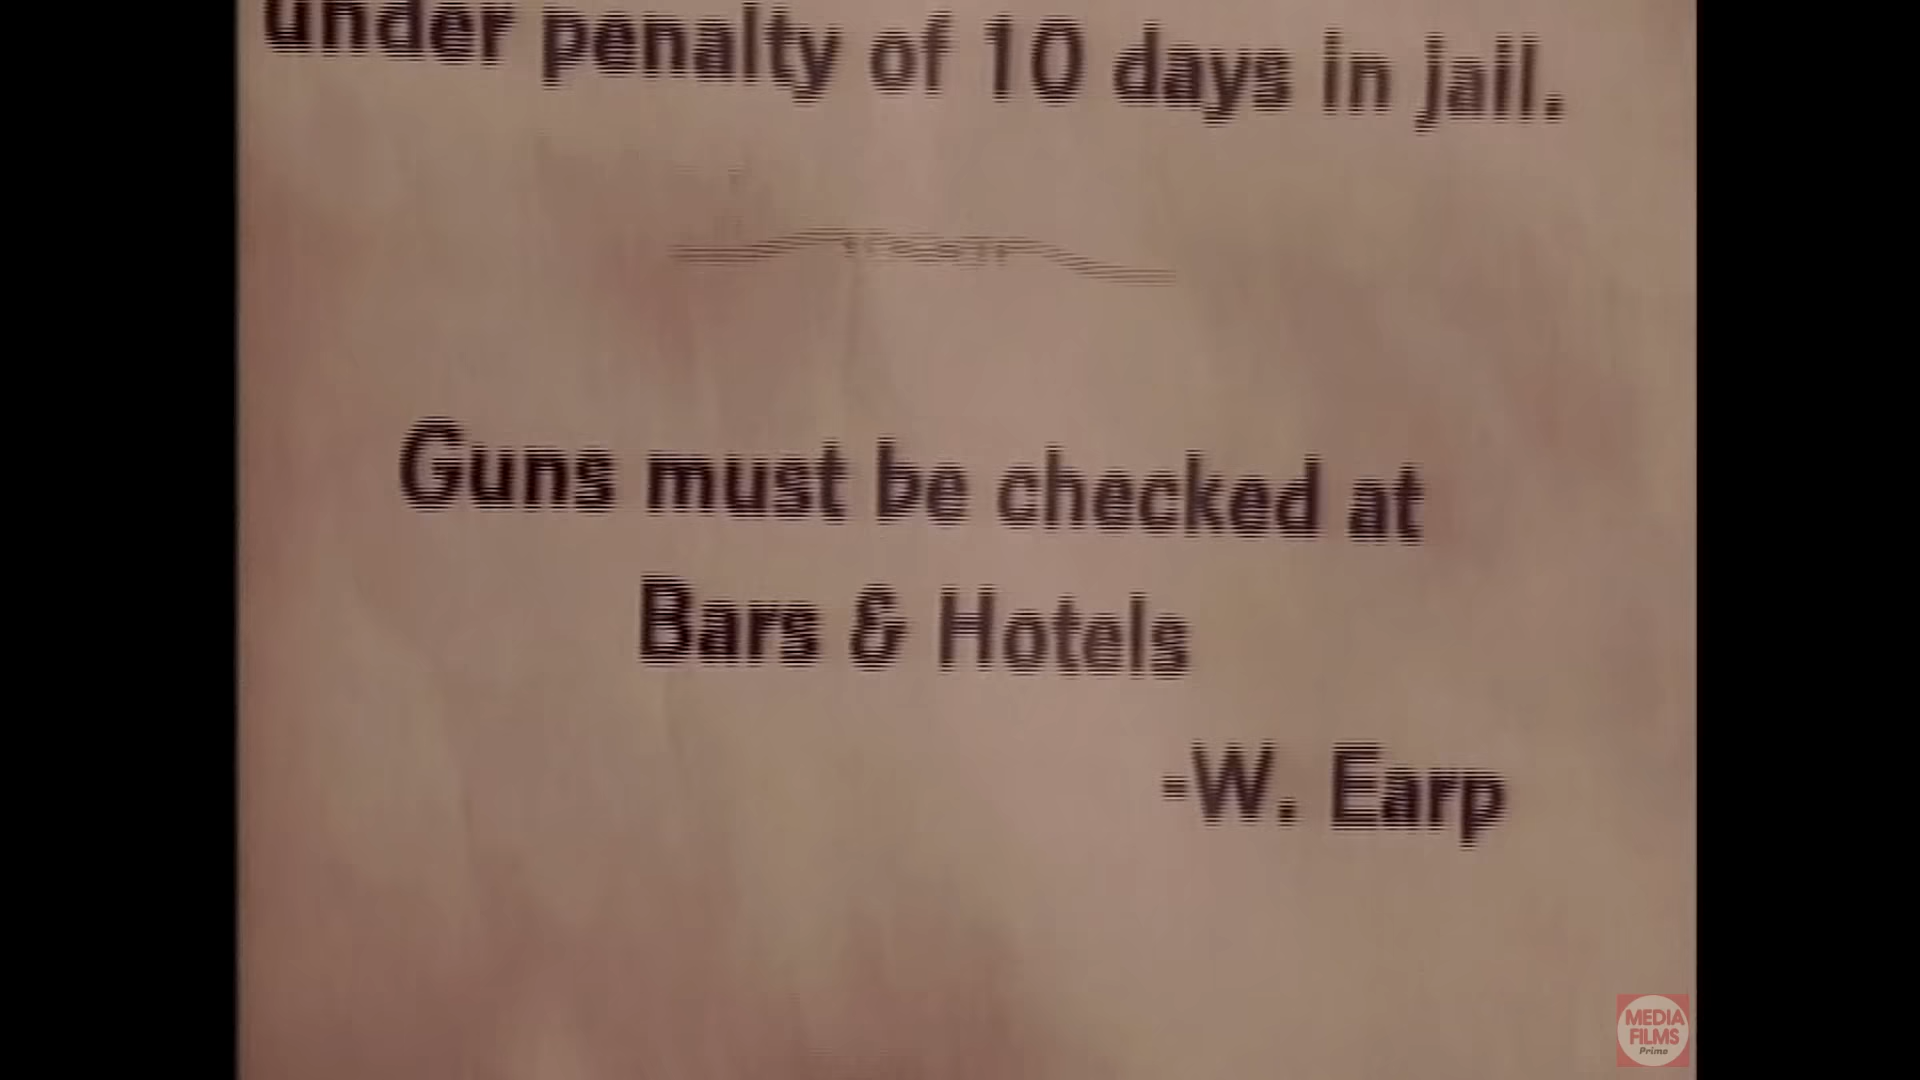 under penalty of 10 days in jail.
Guns must be checked at
Bars & Hotels
-W. Earp
MEDIA
FILMS
Prime